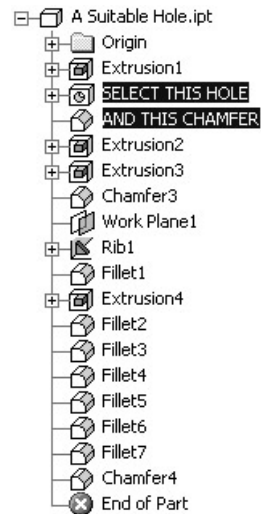 A Suitable Hole.ipt
Origin
Extrusion1
SELECT THIS HOLE
AND THIS CHAMFER
Extrusion2
Extrusion3
Chamfer3
Work Plane1
Rib1
Fillet1
Extrusion4
Fillet2
Fillet3
Fillet4
Fillet5
Fillet6
Fillet7
Chamfer4
End of Part